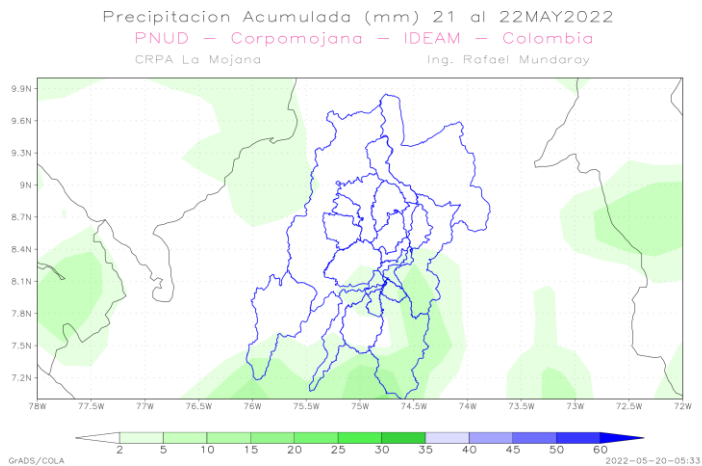 Precipitacion Acumulada (mm) 21 al 22MAY2022
PNUD — Corpomojana — IDEAM — Colombia
CRPA La Mojana
Ing. Rafael Mundaray
9.9N
9.6N
9.3N
9N
8.7N
8.4N
8.1N
7.8N
7.5N
7.2N
78W 77.5W 77W 76.5W 76W 75.5W 75W 74.5W 74W 73.5W 73W 72.5W 72W
2 5 10 15 20 25 30 35 40 45 50 60
GrADS/COLA
2022-05-20-05:33